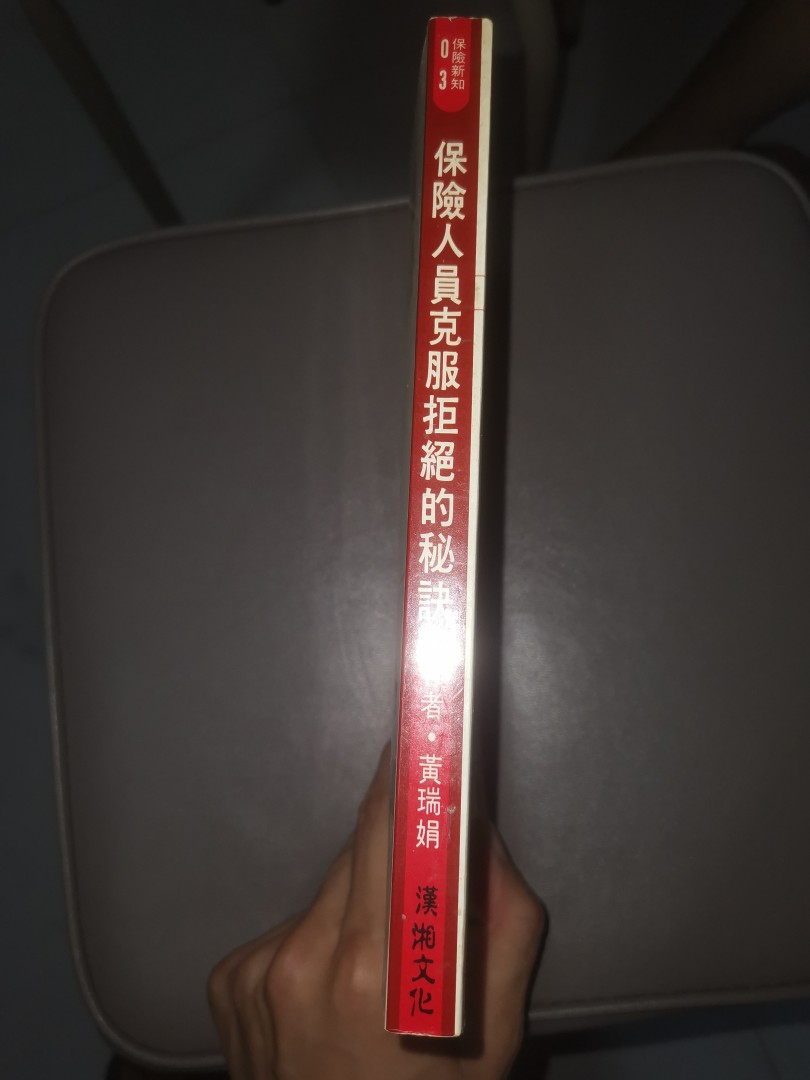 保險新知
03
保險人員克服拒絕的秘訣
者・黃瑞娟
漢湘文化